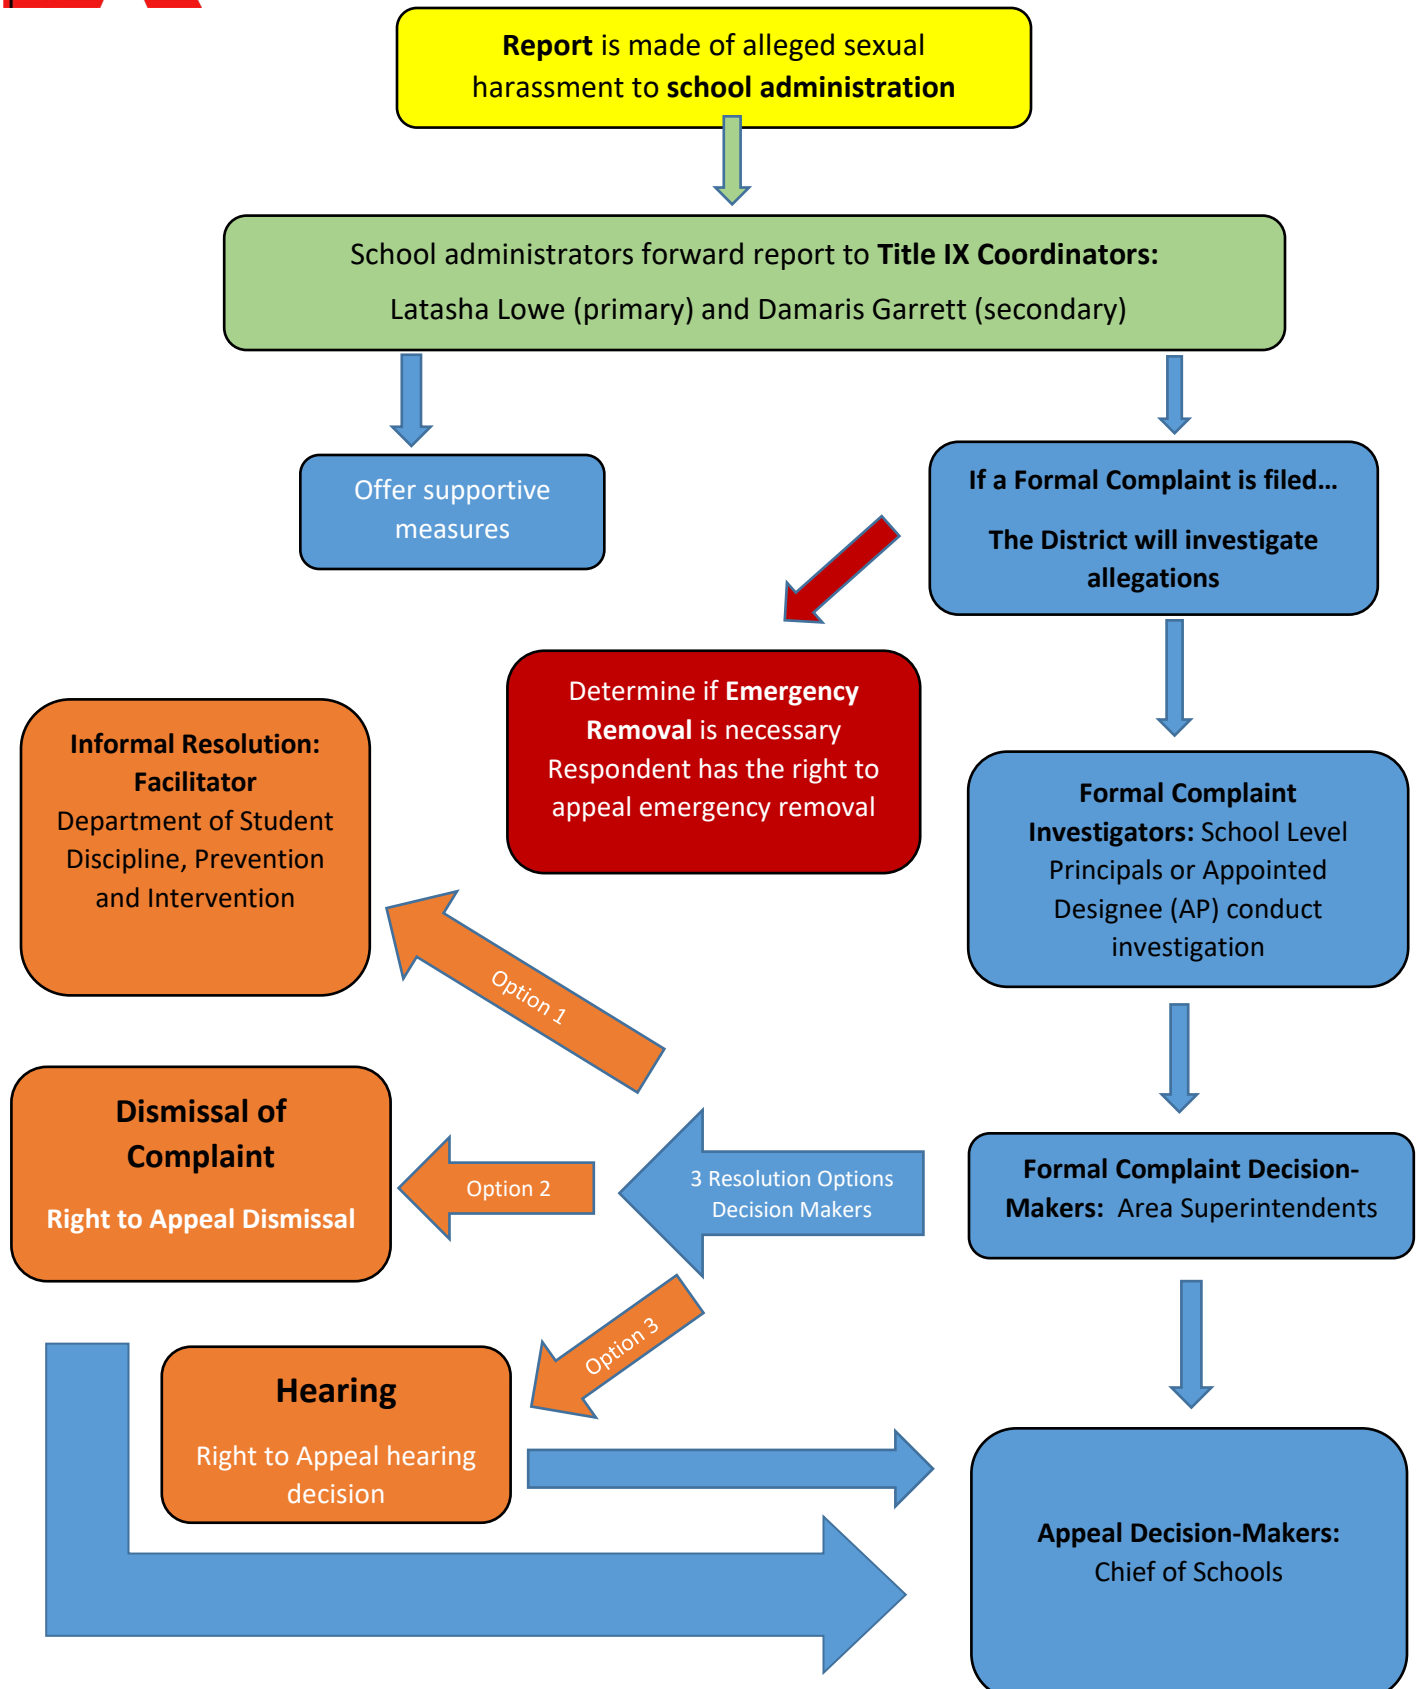 Report is made of alleged sexual
harassment to school administration
School administrators forward report to Title IX Coordinators:
Latasha Lowe (primary) and Damaris Garrett (secondary)
Offer supportive
measures
If a Formal Complaint is filed…
The District will investigate
allegations
Determine if Emergency
Removal is necessary
Respondent has the right to
appeal emergency removal
Informal Resolution:
Facilitator
Department of Student
Discipline, Prevention
and Intervention
Formal Complaint
Investigators: School Level
Principals or Appointed
Designee (AP) conduct
investigation
Option 1
Dismissal of
Complaint
Right to Appeal Dismissal
Option 2
3 Resolution Options
Decision Makers
Formal Complaint Decision-
Makers: Area Superintendents
Option 3
Hearing
Right to Appeal hearing
decision
Appeal Decision-Makers:
Chief of Schools